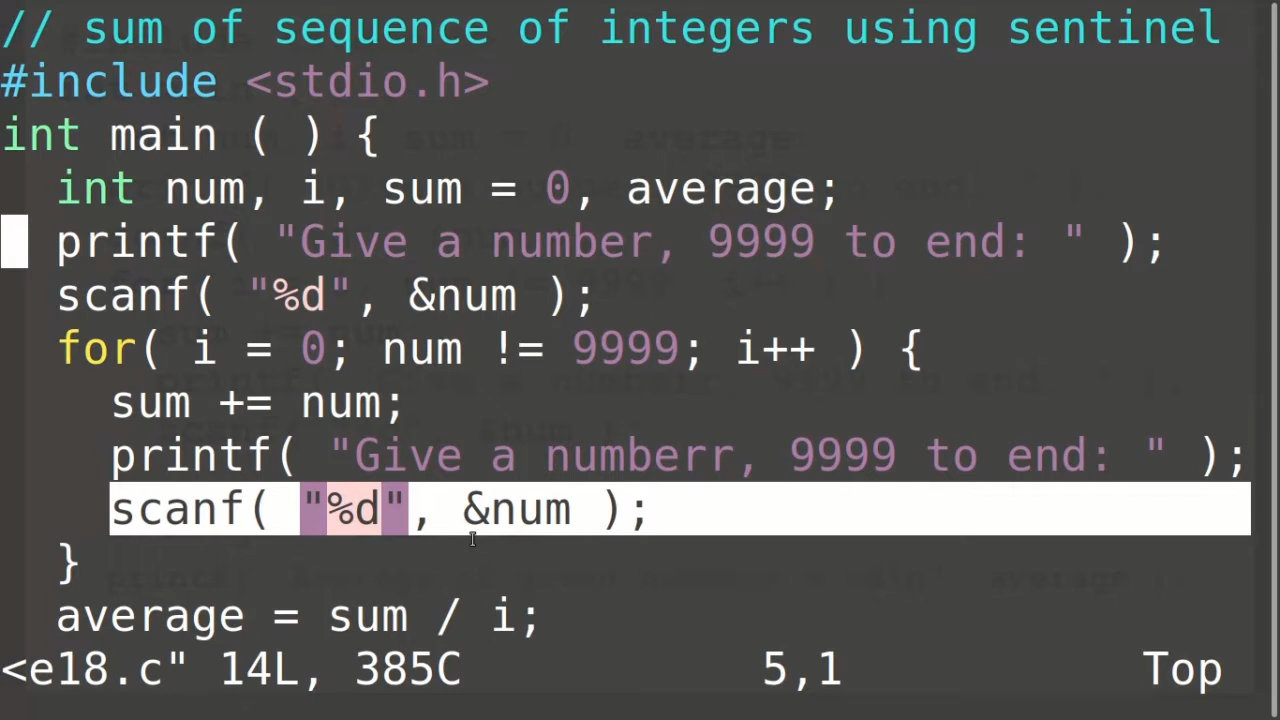 // sum of sequence of integers using sentinel
#include <stdio.h>
int main ( ) {
  int num, i, sum = 0, average;
  printf( "Give a number, 9999 to end: " );
  scanf( "%d", &num );
  for( i = 0; num != 9999; i++ ) {
    sum += num;
    printf( "Give a numberr, 9999 to end: " );
    scanf( "%d", &num );
  }
  average = sum / i;
<e18.c" 14L, 385C 5,1 Top